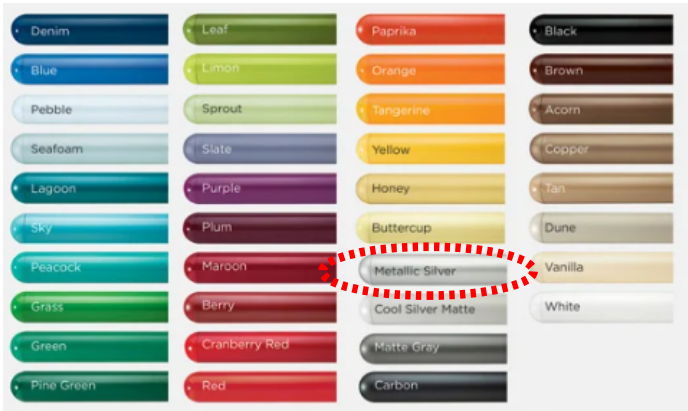 Denim
Blue
Pebble
Seafoam
Lagoon
Sky
Peacock
Grass
Green
Pine Green
Leaf
Limon
Sprout
Slate
Purple
Plum
Maroon
Berry
Cranberry Red
Red
Paprika
Orange
Tangerine
Yellow
Honey
Buttercup
Metallic Silver
Cool Silver Matte
Matte Gray
Carbon
Black
Brown
Acorn
Copper
Tan
Dune
Vanilla
White